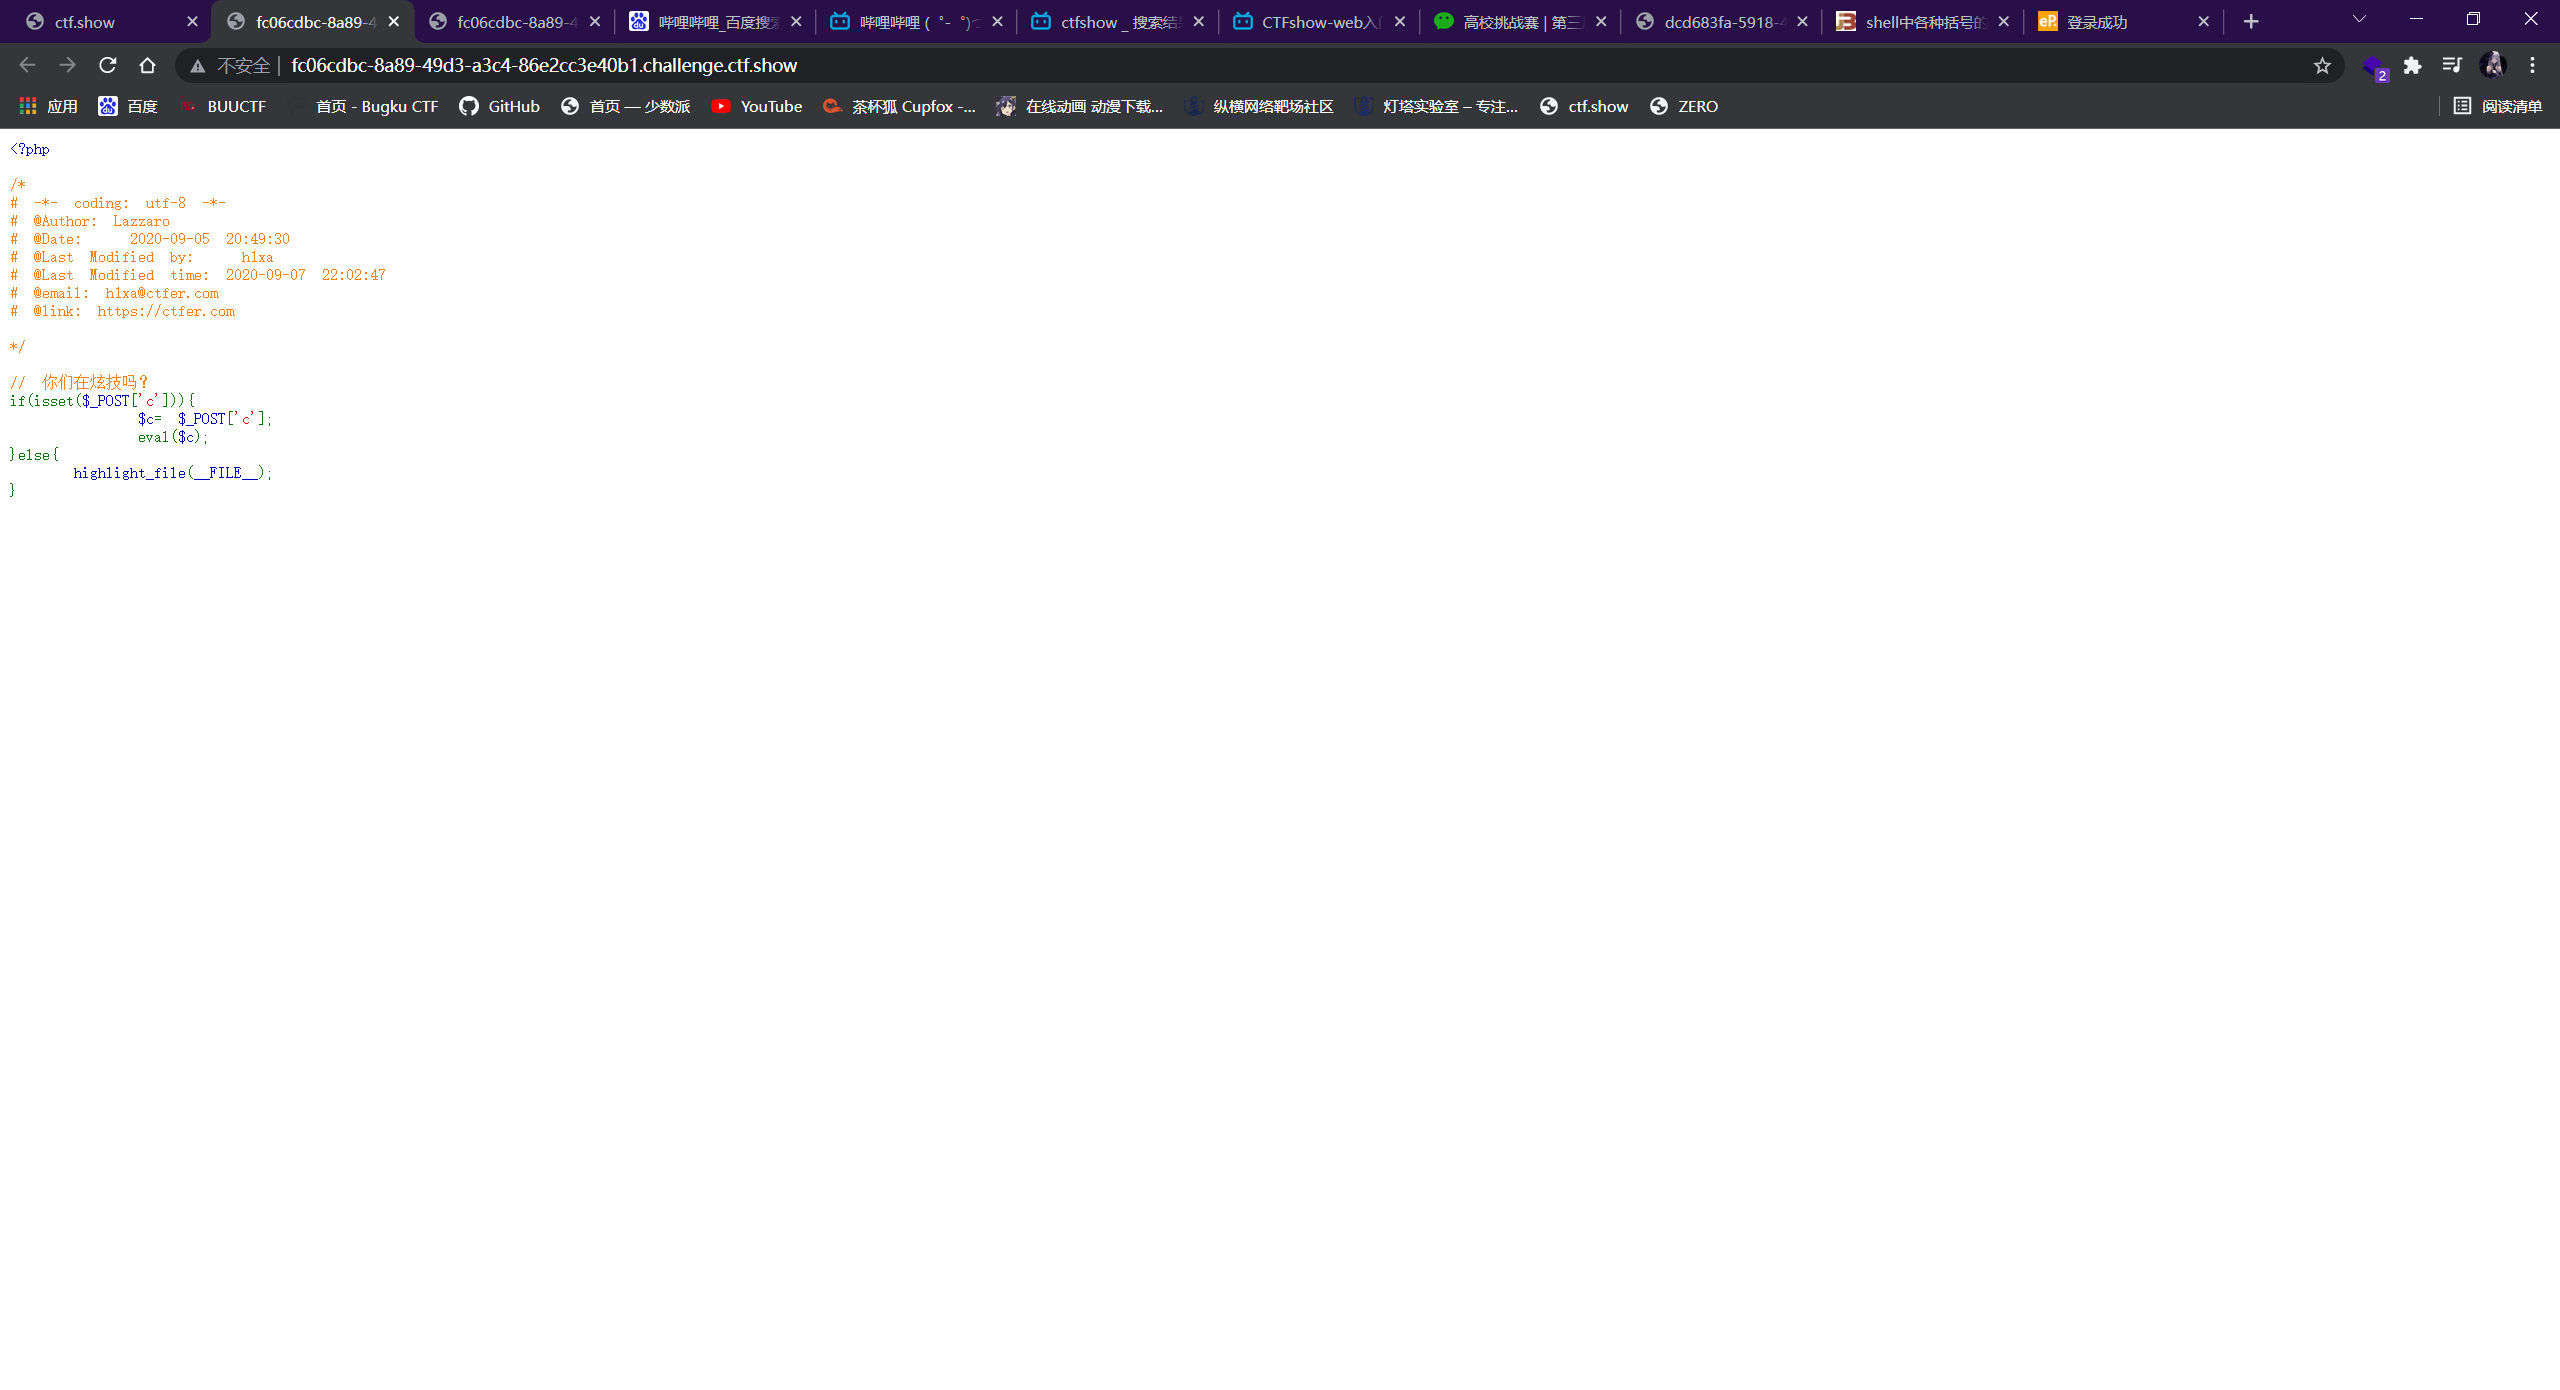 ctf.show
fc06cdbc-8a89-4
fc06cdbc-8a89-4
哔哩哔哩_百度搜索
哔哩哔哩 ( ゜- ゜)つ
ctfshow _ 搜索结
CTFshow-web入
高校挑战赛 | 第三
dcd683fa-5918-4
shell中各种括号的
登录成功
不安全 | fc06cdbc-8a89-49d3-a3c4-86e2cc3e40b1.challenge.ctf.show
2
应用
百度
BUUCTF
首页 - Bugku CTF
GitHub
首页 — 少数派
YouTube
茶杯狐 Cupfox -...
在线动画 动漫下载...
纵横网络靶场社区
灯塔实验室 – 专注...
ctf.show
ZERO
阅读清单
<?php
/*
# -*- coding: utf-8 -*-
# @Author: Lazzaro
# @Date:   2020-09-05 20:49:30
# @Last Modified by:   h1xa
# @Last Modified time: 2020-09-07 22:02:47
# @email: h1xa@ctfer.com
# @link: https://ctfer.com
*/
// 你们在炫技吗？
if(isset($_POST['c'])){
        $c= $_POST['c'];
        eval($c);
}else{
    highlight_file(__FILE__);
}